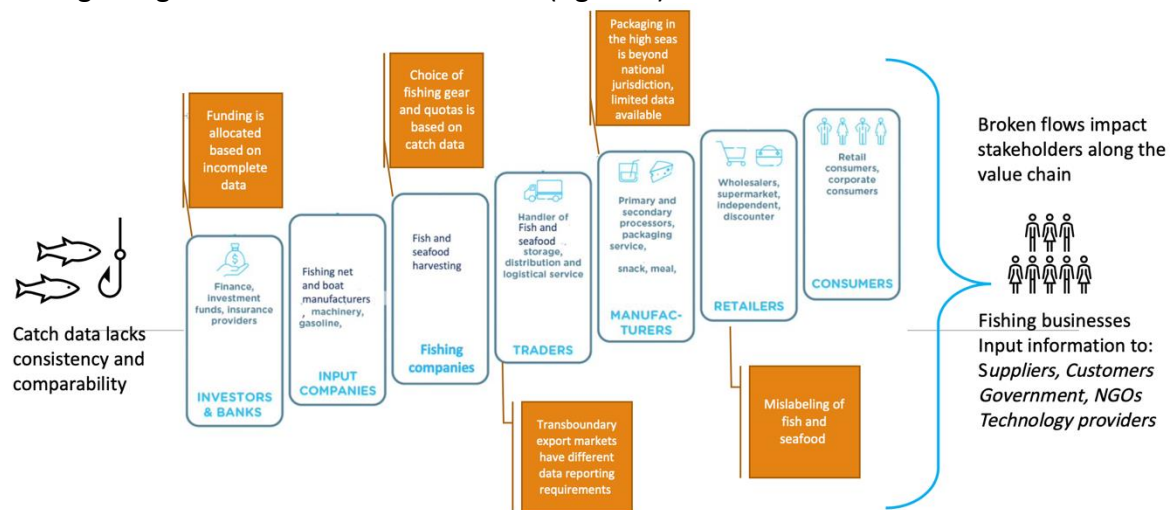 Catch data lacks
consistency and
comparability
Funding is
allocated
based on
incomplete
data
Finance,
investment
funds, insurance
providers
INVESTORS
& BANKS
Fishing net
and boat
manufacturers
, machinery,
gasoline,
INPUT
COMPANIES
Choice of
fishing gear
and quotas is
based on
catch data
Fish and
seafood
harvesting
Fishing
companies
Handler of
Fish and
seafood
storage,
distribution and
logistical service
TRADERS
Transboundary
export markets
have different
data reporting
requirements
Packaging in
the high seas
is beyond
national
jurisdiction,
limited data
available
Primary and
secondary
processors,
packaging
service,
snack, meal,
MANUFAC-
TURERS
Wholesalers,
supermarket,
independent,
discounter
RETAILERS
Mislabeling of
fish and
seafood
Retail
consumers,
corporate
consumers
CONSUMERS
Broken flows impact
stakeholders along the
value chain
Fishing businesses
Input information to:
Suppliers, Customers
Government, NGOs
Technology providers